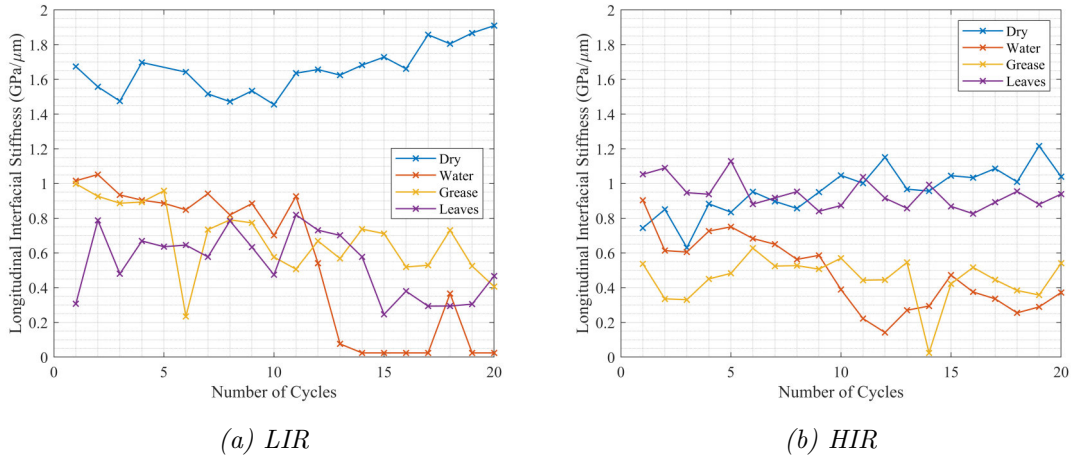 2
1.8
1.6
1.4
1.2
1
0.8
0.6
0.4
0.2
0
Longitudinal Interfacial Stiffness (GPa/μm)
Dry
Water
Grease
Leaves
0 5 10 15 20
Number of Cycles
(a) LIR
2
1.8
1.6
1.4
1.2
1
0.8
0.6
0.4
0.2
0
Longitudinal Interfacial Stiffness (GPa/μm)
Dry
Water
Grease
Leaves
0 5 10 15 20
Number of Cycles
(b) HIR